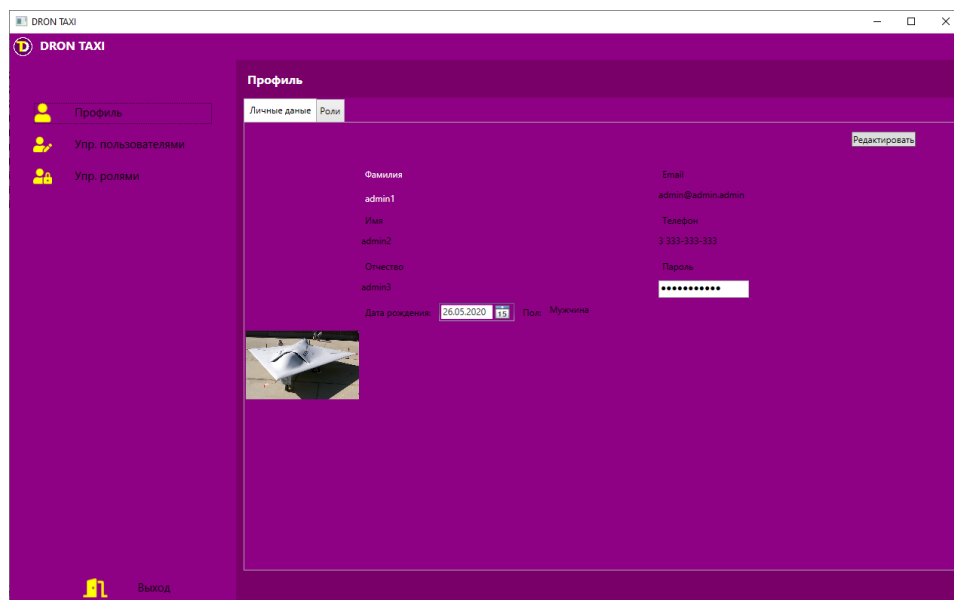 DRON TAXI
DRON TAXI
Профиль
Упр. пользователями
Упр. ролями
Выход
Профиль
Личные даные Роли
Редактировать
Фамилия
admin1
Имя
admin2
Отчество
admin3
Дата рождения: 26.05.2020 15 Пол: Мужчина
Email
admin@admin.admin
Телефон
3 333-333-333
Пароль